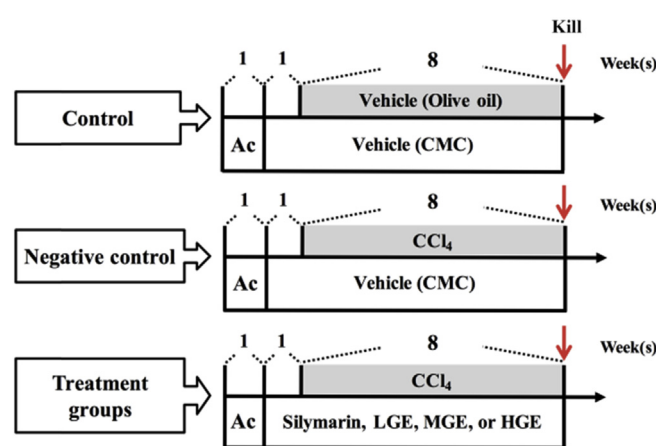 Kill
1 1 8 Week(s)
Control
Vehicle (Olive oil)
Ac Vehicle (CMC)
1 1 8 Week(s)
Negative control
CCl₄
Ac Vehicle (CMC)
1 1 8 Week(s)
Treatment
groups
CCl₄
Ac Silymarin, LGE, MGE, or HGE